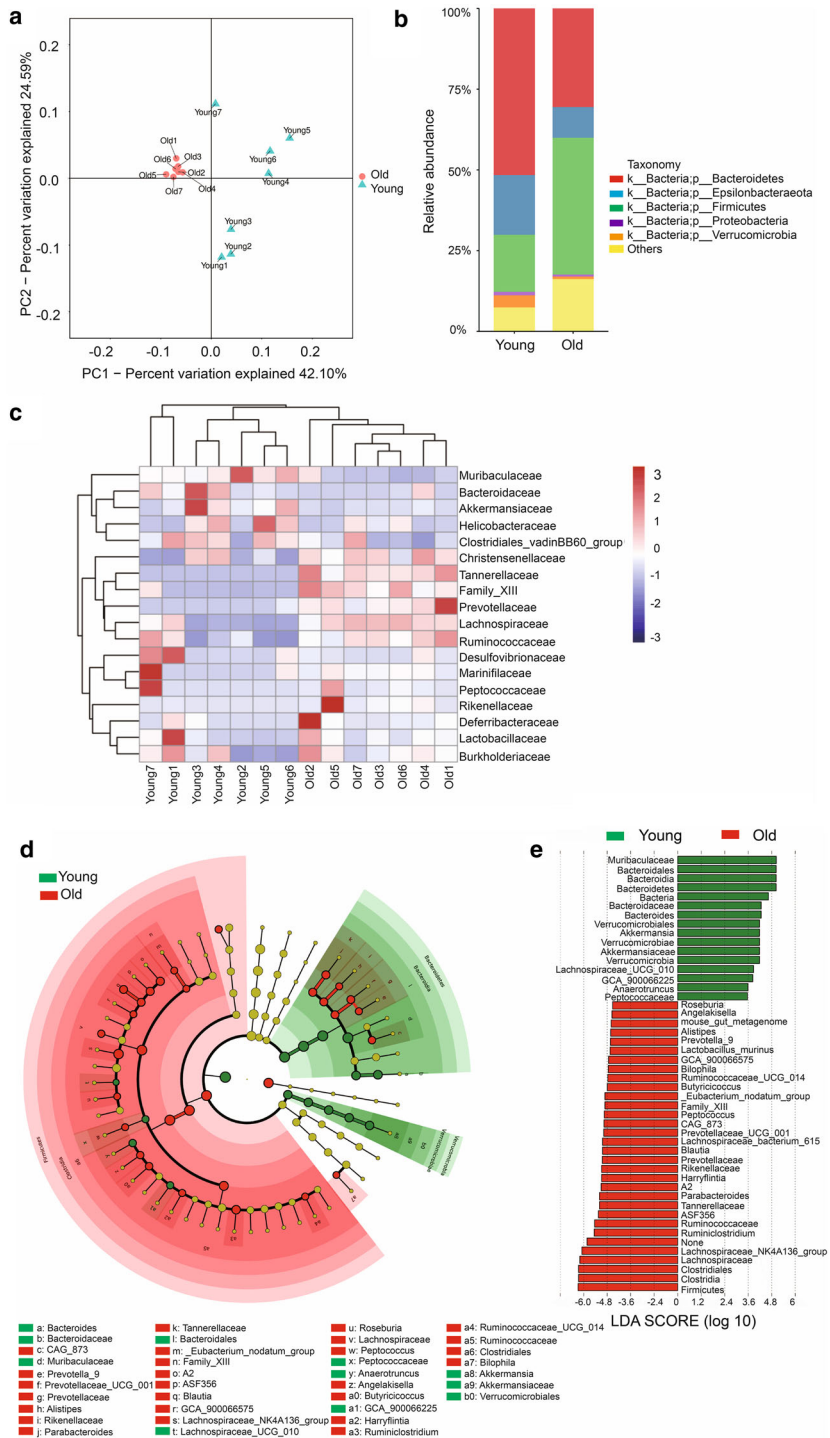 a
PC2 – Percent variation explained 24.59%
0.2
0.1
0.0
-0.1
-0.2
Young7
Young5
Young6
Young4
Old1
Old6
Old3
Old2
Old5
Old4
Old7
Young3
Young2
Young1
-0.2
-0.1
0.0
0.1
0.2
PC1 – Percent variation explained 42.10%
Old
Young
b
Relative abundance
100%
75%
50%
25%
0%
Young
Old
Taxonomy
k__Bacteria;p__Bacteroidetes
k__Bacteria;p__Epsilonbacteraeota
k__Bacteria;p__Firmicutes
k__Bacteria;p__Proteobacteria
k__Bacteria;p__Verrucomicrobia
Others
c
Muribaculaceae
Bacteroidaceae
Akkermansiaceae
Helicobacteraceae
Clostridiales_vadinBB60_group
Christensenellaceae
Tannerellaceae
Family_XIII
Prevotellaceae
Lachnospiraceae
Ruminococcaceae
Desulfovibrionaceae
Marinifilaceae
Peptococcaceae
Rikenellaceae
Deferribacteraceae
Lactobacillaceae
Burkholderiaceae
Young7
Young1
Young3
Young4
Young2
Young5
Young6
Old2
Old5
Old7
Old3
Old6
Old4
Old1
3
2
1
0
-1
-2
-3
d
Young
Old
Bacteroidetes
Bacteroidia
Verrucomicrobia
Verrucomicrobiae
Firmicutes
Clostridia
a6
a8
a9
b0
a7
a: Bacteroides
b: Bacteroidaceae
c: CAG_873
d: Muribaculaceae
e: Prevotella_9
f: Prevotellaceae_UCG_001
g: Prevotellaceae
h: Alistipes
i: Rikenellaceae
j: Parabacteroides
k: Tannerellaceae
l: Bacteroidales
m: _Eubacterium_nodatum_group
n: Family_XIII
o: A2
p: ASF356
q: Blautia
r: GCA_900066575
s: Lachnospiraceae_NK4A136_group
t: Lachnospiraceae_UCG_010
u: Roseburia
v: Lachnospiraceae
w: Peptococcus
x: Peptococcaceae
y: Anaerotruncus
z: Angelakisella
a0: Butyricicoccus
a1: GCA_900066225
a2: Harryflintia
a3: Ruminiclostridium
a4: Ruminococcaceae_UCG_014
a5: Ruminococcaceae
a6: Clostridiales
a7: Bilophila
a8: Akkermansia
a9: Akkermansiaceae
b0: Verrucomicrobiales
e
Young
Old
Muribaculaceae
Bacteroidales
Bacteroidia
Bacteroidetes
Bacteria
Bacteroidaceae
Bacteroides
Verrucomicrobiales
Akkermansia
Verrucomicrobiae
Akkermansiaceae
Verrucomicrobia
Lachnospiraceae_UCG_010
GCA_900066225
Anaerotruncus
Peptococcaceae
Roseburia
Angelakisella
mouse_gut_metagenome
Alistipes
Prevotella_9
Lactobacillus_murinus
GCA_900066575
Bilophila
Ruminococcaceae_UCG_014
Butyricicoccus
_Eubacterium_nodatum_group
Family_XIII
Peptococcus
CAG_873
Prevotellaceae_UCG_001
Lachnospiraceae_bacterium_615
Blautia
Prevotellaceae
Rikenellaceae
Harryflintia
A2
Parabacteroides
Tannerellaceae
ASF356
Ruminococcaceae
Ruminiclostridium
None
Lachnospiraceae_NK4A136_group
Lachnospiraceae
Clostridiales
Clostridia
Firmicutes
-6.0
-4.8
-3.6
-2.4
-1.2
0
1.2
2.4
3.6
4.8
6
LDA SCORE (log 10)